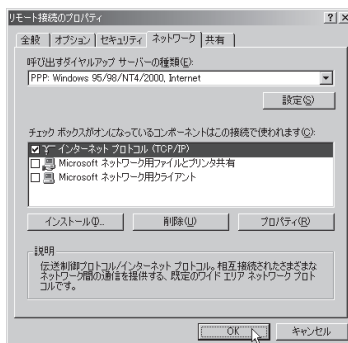 リモート接続のプロパティ ? ×
全般 オプション セキュリティ ネットワーク 共有
呼び出すダイヤルアップ サーバーの種類(E):
PPP: Windows 95/98/NT4/2000, Internet
設定(S)
チェック ボックスがオンになっているコンポーネントはこの接続で使われます(O):
インターネット プロトコル (TCP/IP)
Microsoft ネットワーク用ファイルとプリンタ共有
Microsoft ネットワーク用クライアント
インストール(I)... 削除(U) プロパティ(R)
説明
伝送制御プロトコル/インターネット プロトコル。相互接続されたさまざまな
ネットワーク間の通信を提供する、既定のワイド エリア ネットワーク プロト
コルです。
OK キャンセル